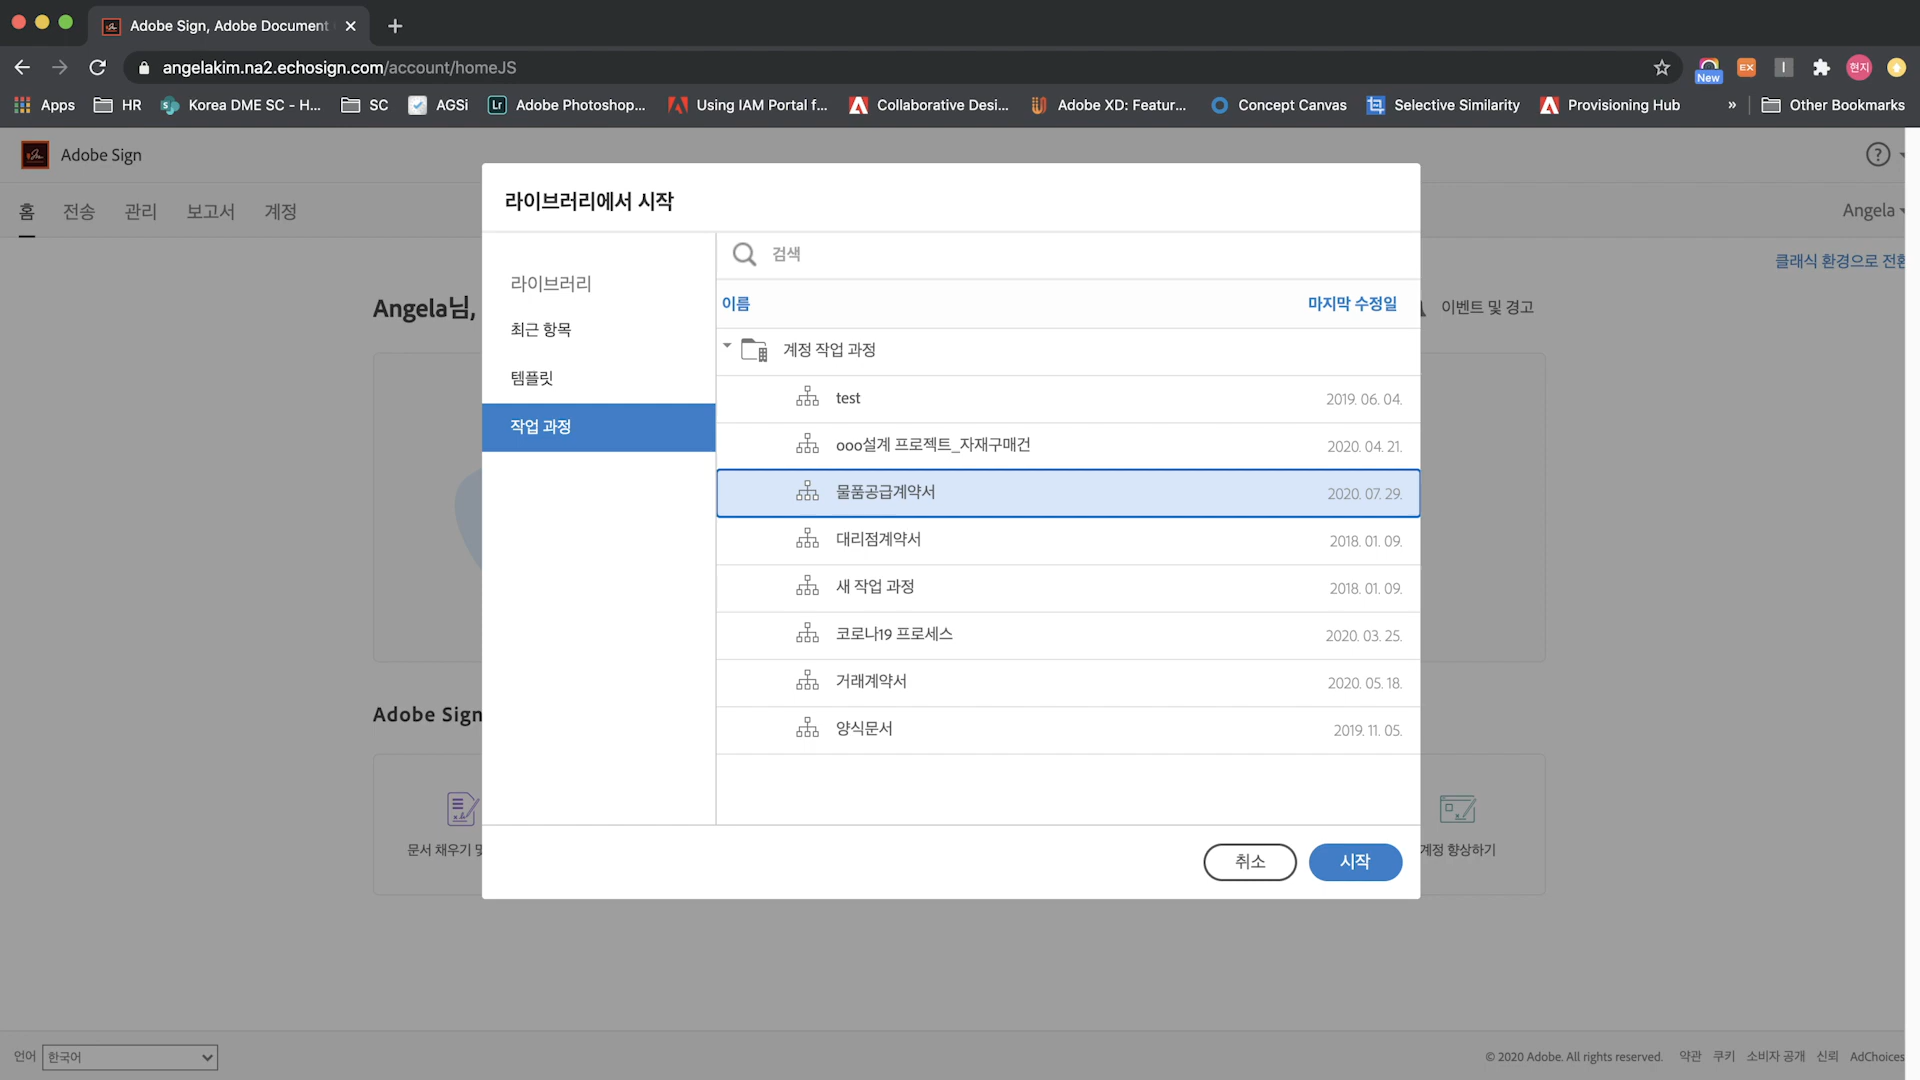 Adobe Sign, Adobe Document
angelakim.na2.echosign.com/account/homeJS
New
EX
현지
Apps
HR
Korea DME SC - H...
SC
AGSi
Lr
Adobe Photoshop...
Using IAM Portal f...
Collaborative Desi...
Adobe XD: Featur...
Concept Canvas
Selective Similarity
Provisioning Hub
»
Other Bookmarks
Adobe Sign
?
홈 전송 관리 보고서 계정
Angela
클래식 환경으로 전환
Angela님,
이벤트 및 경고
라이브러리에서 시작
라이브러리
최근 항목
템플릿
작업 과정
검색
이름 마지막 수정일
계정 작업 과정
test 2019. 06. 04.
ooo설계 프로젝트_자재구매건 2020. 04. 21.
물품공급계약서 2020. 07. 29.
대리점계약서 2018. 01. 09.
새 작업 과정 2018. 01. 09.
코로나19 프로세스 2020. 03. 25.
거래계약서 2020. 05. 18.
양식문서 2019. 11. 05.
취소 시작
Adobe Sign
문서 채우기 및
계정 향상하기
언어 한국어
© 2020 Adobe. All rights reserved. 약관 쿠키 소비자 공개 신뢰 AdChoices